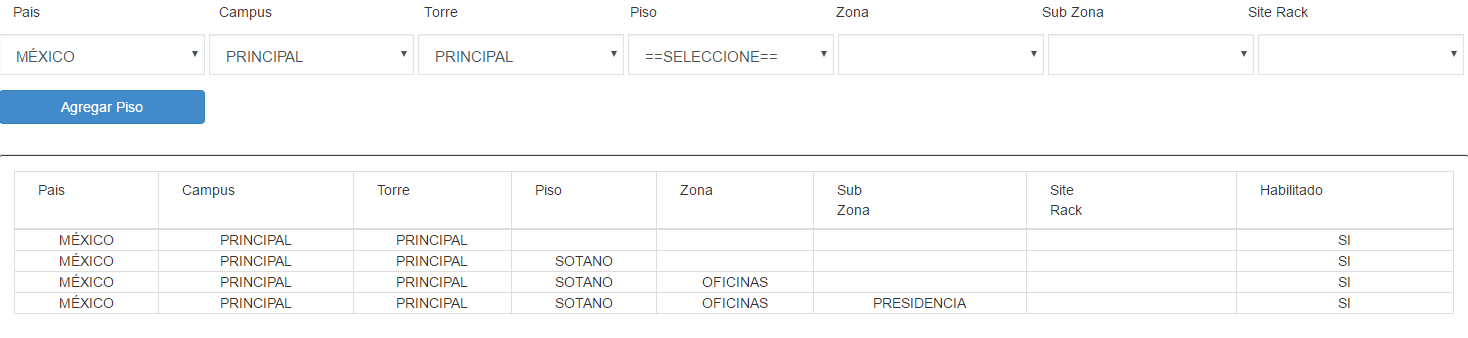 Pais Campus Torre Piso Zona Sub Zona Site Rack
MÉXICO PRINCIPAL PRINCIPAL ==SELECCIONE==
Agregar Piso
Pais Campus Torre Piso Zona Sub Zona Site Rack Habilitado
MÉXICO PRINCIPAL PRINCIPAL SI
MÉXICO PRINCIPAL PRINCIPAL SOTANO SI
MÉXICO PRINCIPAL PRINCIPAL SOTANO OFICINAS SI
MÉXICO PRINCIPAL PRINCIPAL SOTANO OFICINAS PRESIDENCIA SI